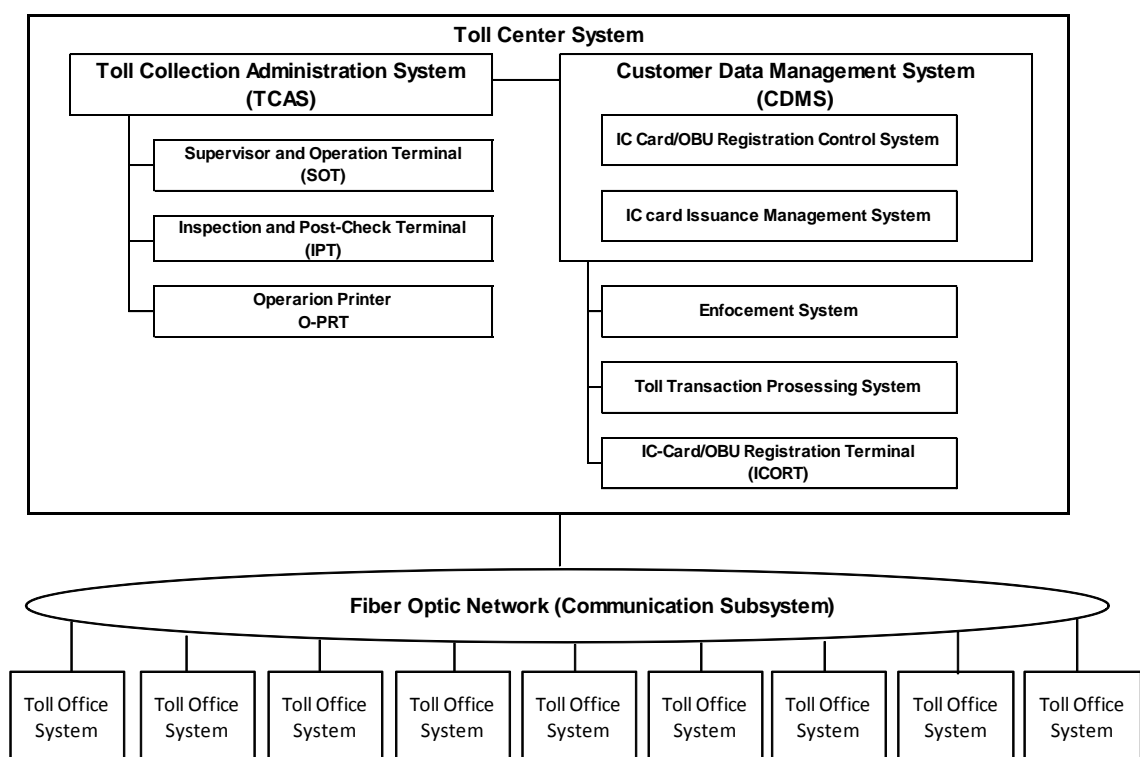 Toll Center System
Toll Collection Administration System
(TCAS)
Supervisor and Operation Terminal
(SOT)
Inspection and Post-Check Terminal
(IPT)
Operarion Printer
O-PRT
Customer Data Management System
(CDMS)
IC Card/OBU Registration Control System
IC card Issuance Management System
Enfocement System
Toll Transaction Prosessing System
IC-Card/OBU Registration Terminal
(ICORT)
Fiber Optic Network (Communication Subsystem)
Toll Office
System
Toll Office
System
Toll Office
System
Toll Office
System
Toll Office
System
Toll Office
System
Toll Office
System
Toll Office
System
Toll Office
System